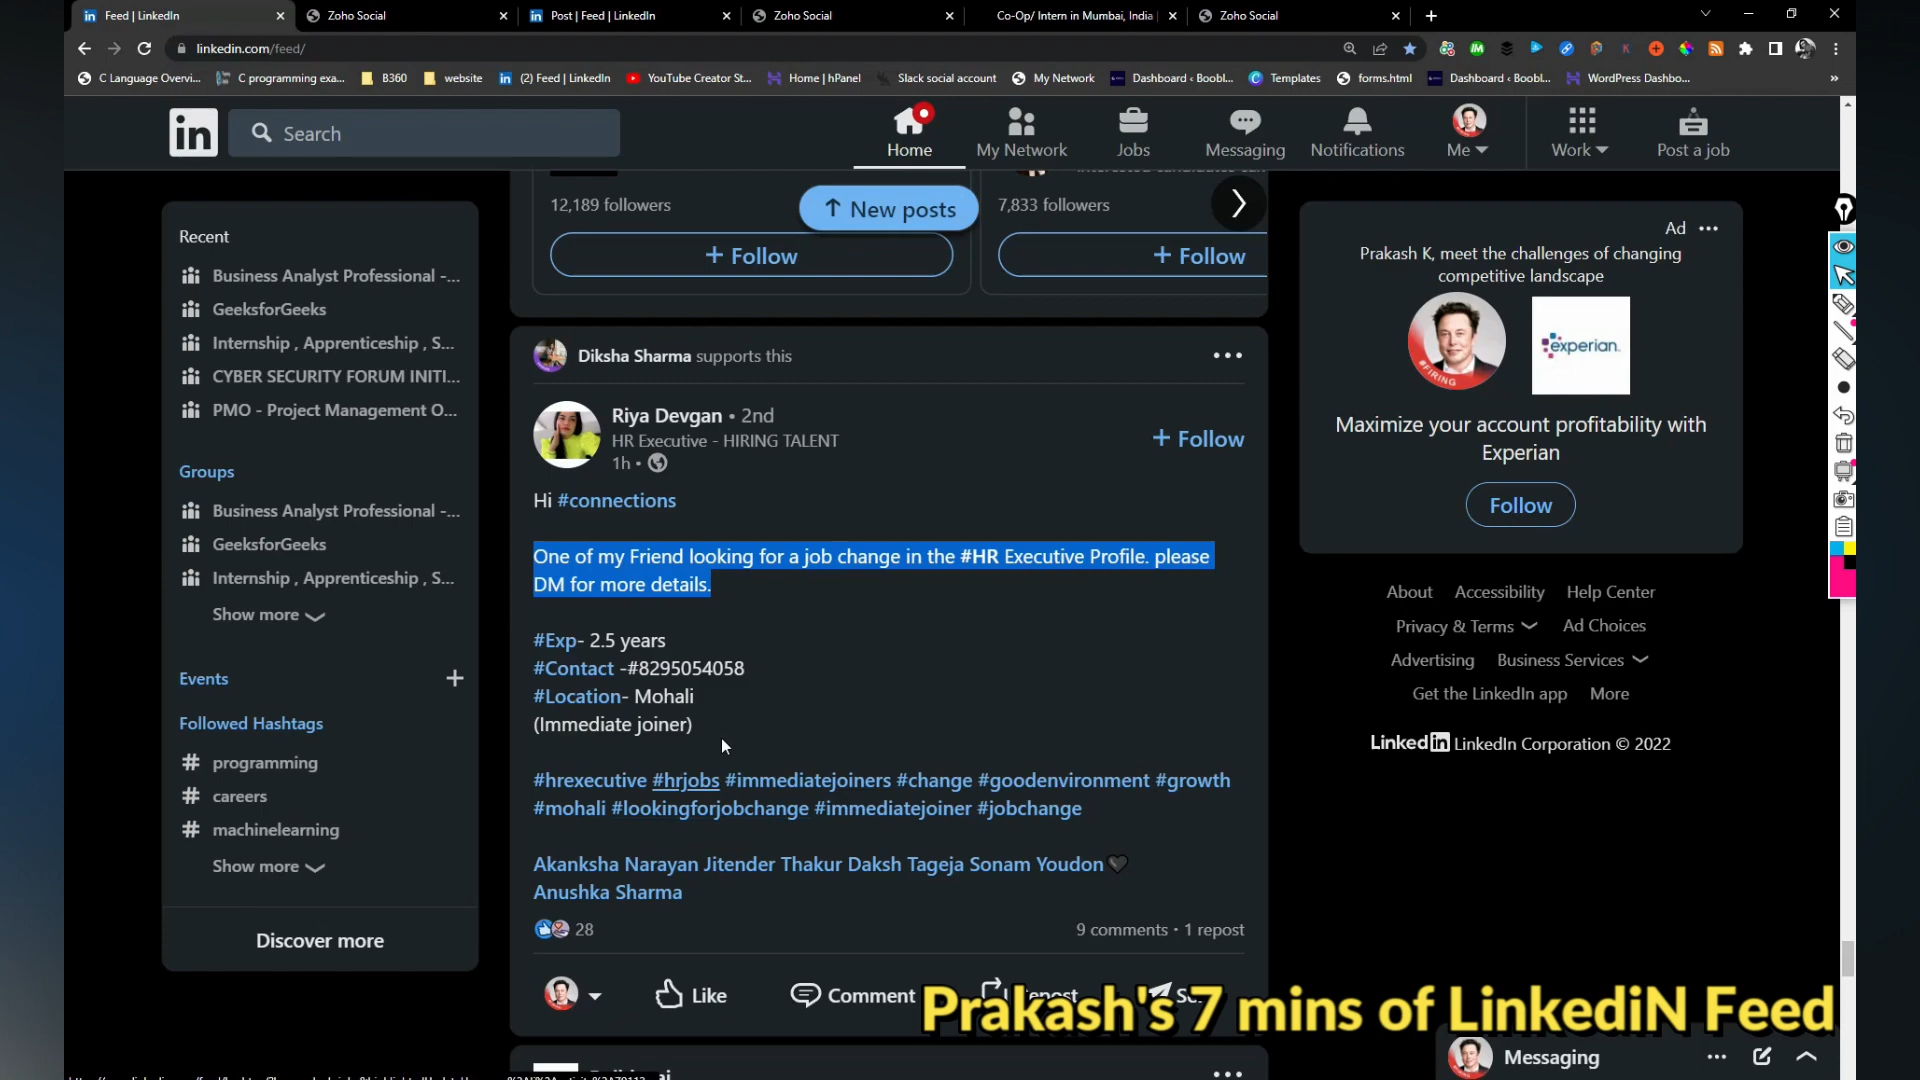 Feed | LinkedIn
Zoho Social
Post | Feed | LinkedIn
Zoho Social
Co-Op/ Intern in Mumbai, India |
Zoho Social
linkedin.com/feed/
C Language Overvi...
C programming exa...
B360
website
(2) Feed | LinkedIn
YouTube Creator St...
Home | hPanel
Slack social account
My Network
Dashboard ‹ Boobl...
Templates
forms.html
Dashboard ‹ Boobl...
WordPress Dashbo...
in
Search
Home
My Network
Jobs
Messaging
Notifications
Me
Work
Post a job
Recent
Business Analyst Professional -...
GeeksforGeeks
Internship , Apprenticeship , S...
CYBER SECURITY FORUM INITI...
PMO - Project Management O...
Groups
Business Analyst Professional -...
GeeksforGeeks
Internship , Apprenticeship , S...
Show more
Events
Followed Hashtags
# programming
# careers
# machinelearning
Show more
Discover more
12,189 followers
7,833 followers
↑ New posts
+ Follow
+ Follow
Diksha Sharma supports this
Riya Devgan • 2nd
HR Executive - HIRING TALENT
1h •
+ Follow
Hi #connections
One of my Friend looking for a job change in the #HR Executive Profile. please
DM for more details.
#Exp- 2.5 years
#Contact -#8295054058
#Location- Mohali
(Immediate joiner)
#hrexecutive #hrjobs #immediatejoiners #change #goodenvironment #growth
#mohali #lookingforjobchange #immediatejoiner #jobchange
Akanksha Narayan Jitender Thakur Daksh Tageja Sonam Youdon🖤
Anushka Sharma
28
9 comments • 1 repost
Like
Comment
Ad
Prakash K, meet the challenges of changing
competitive landscape
#FIRING
experian.
Maximize your account profitability with
Experian
Follow
About Accessibility Help Center
Privacy & Terms Ad Choices
Advertising Business Services
Get the LinkedIn app More
LinkedIn LinkedIn Corporation © 2022
Prakash's 7 mins of LinkediN Feed
Messaging